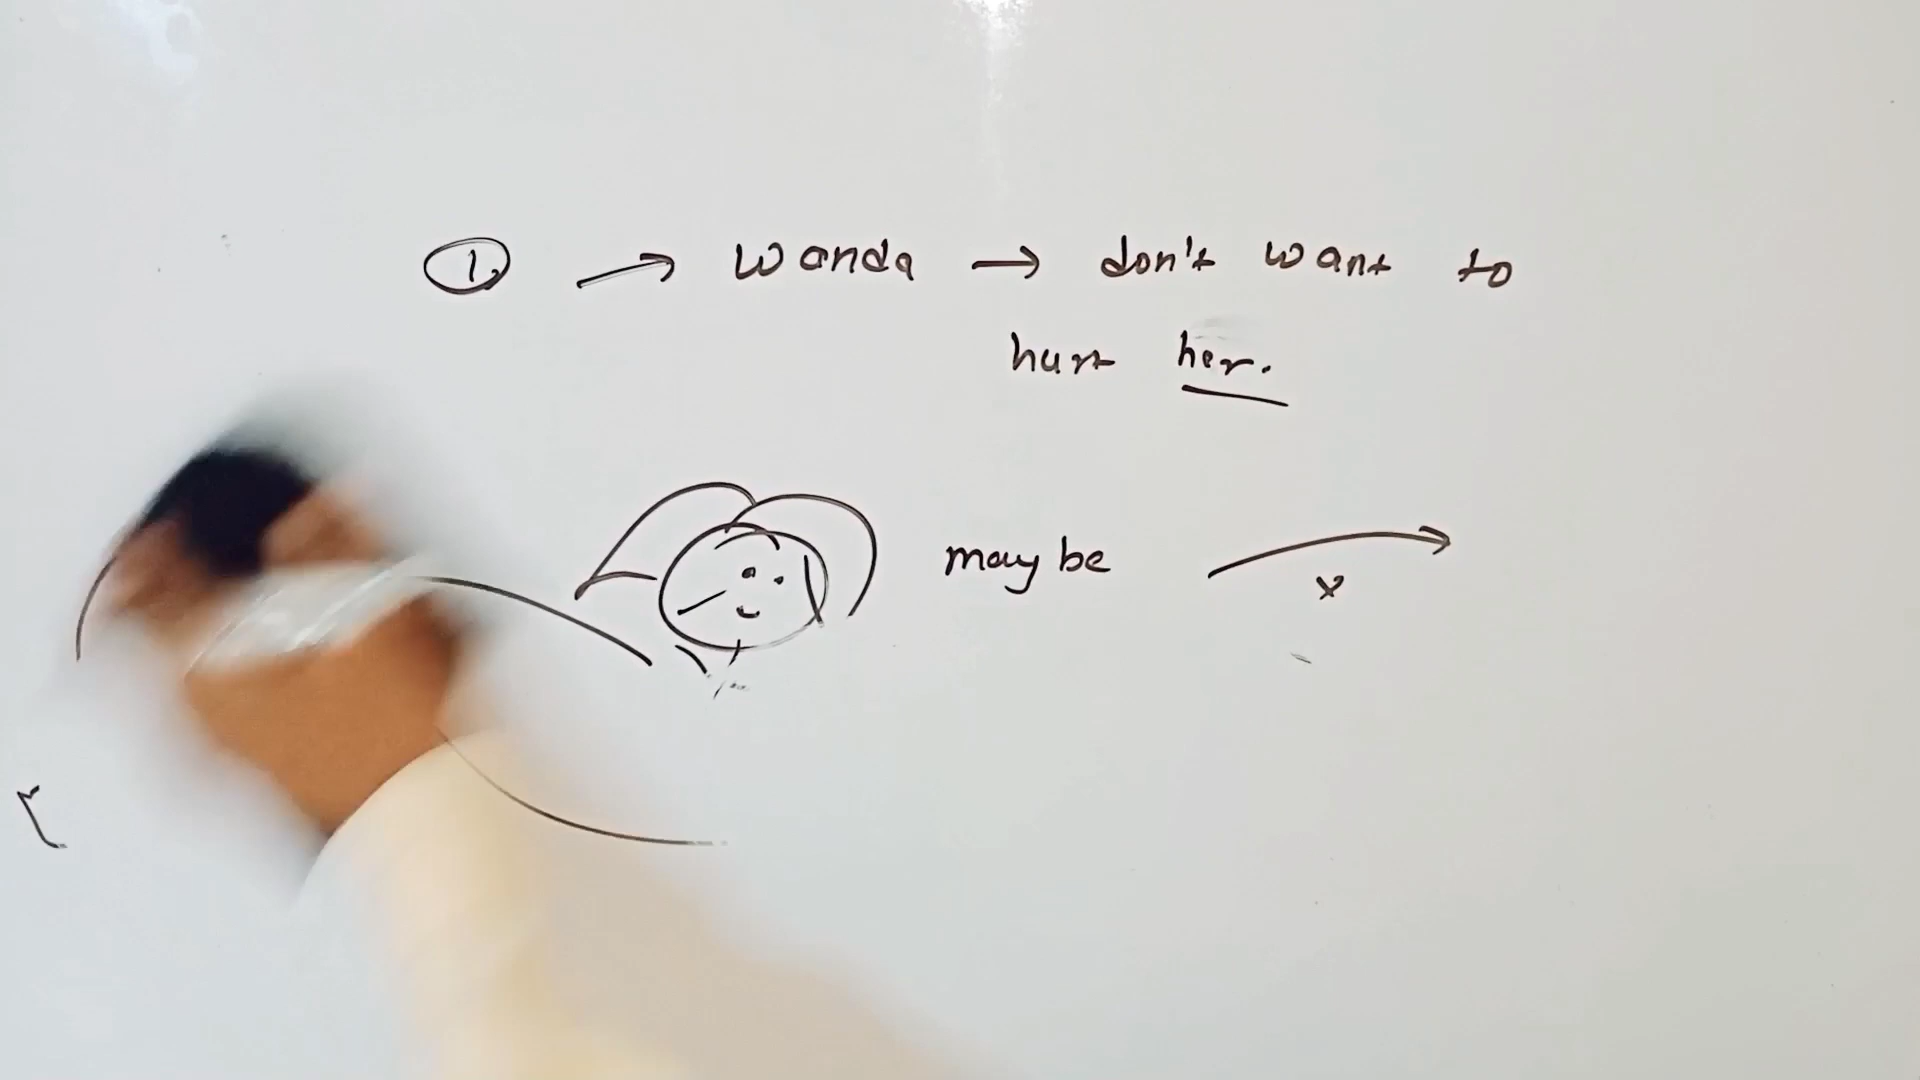 ① → Wanda → don't want to
hurt her.
may be →
x